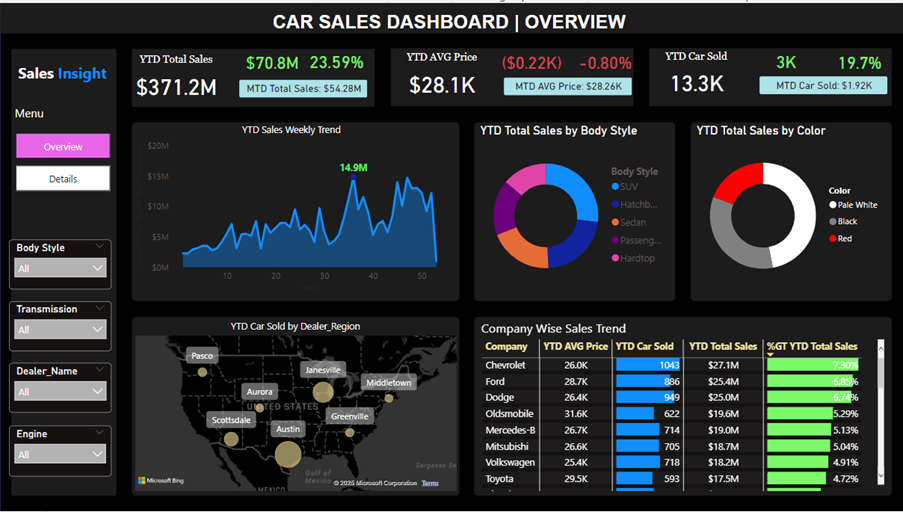 CAR SALES DASHBOARD | OVERVIEW
Sales Insight
Menu
Overview
Details
Body Style
All
Transmission
All
Dealer_Name
All
Engine
All
YTD Total Sales
$371.2M
$70.8M 23.59%
MTD Total Sales: $54.28M
YTD AVG Price
$28.1K
($0.22K) -0.80%
MTD AVG Price: $28.26K
YTD Car Sold
13.3K
3K 19.7%
MTD Car Sold: $1.92K
YTD Sales Weekly Trend
$20M
$15M
$10M
$5M
$0M
14.9M
10 20 30 40 50
YTD Total Sales by Body Style
Body Style
SUV
Hatchb...
Sedan
Passeng...
Hardtop
YTD Total Sales by Color
Color
Pale White
Black
Red
YTD Car Sold by Dealer_Region
Pasco
Janesville
Aurora
Middletown
UNITED STATES
Scottsdale
Greenville
Austin
Gulf of
Mexico
MEXICO
Sargasso Se
Microsoft Bing
© 2025 Microsoft Corporation Terms
Company Wise Sales Trend
Company YTD AVG Price YTD Car Sold YTD Total Sales %GT YTD Total Sales
Chevrolet 26.0K 1043 $27.1M 7.30%
Ford 28.7K 886 $25.4M 6.85%
Dodge 26.4K 949 $25.0M 6.74%
Oldsmobile 31.6K 622 $19.6M 5.29%
Mercedes-B 26.7K 714 $19.0M 5.13%
Mitsubishi 26.6K 705 $18.7M 5.04%
Volkswagen 25.4K 718 $18.2M 4.91%
Toyota 29.5K 593 $17.5M 4.72%